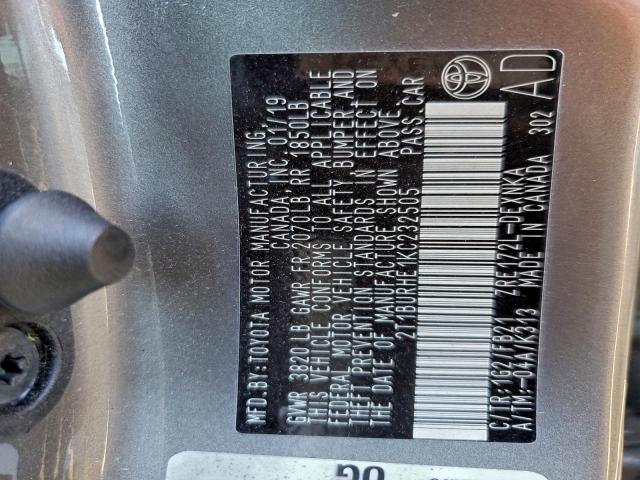 MFD.BY:TOYOTA MOTOR MANUFACTURING
CANADA, INC. 01/19
GVWR 3820LB GAWR FR 2070LB RR 1850LB
THIS VEHICLE CONFORMS TO ALL APPLICABLE
FEDERAL MOTOR VEHICLE SAFETY, BUMPER AND
THEFT PREVENTION STANDARDS IN EFFECT ON
THE DATE OF MANUFACTURE SHOWN ABOVE.
2T1BURHE1KC232505 PASS.CAR
C/TR:1G2/FB21 ZRE172L-DEXNKA
A/TM:-04A/K313 MADE IN CANADA 302
AD